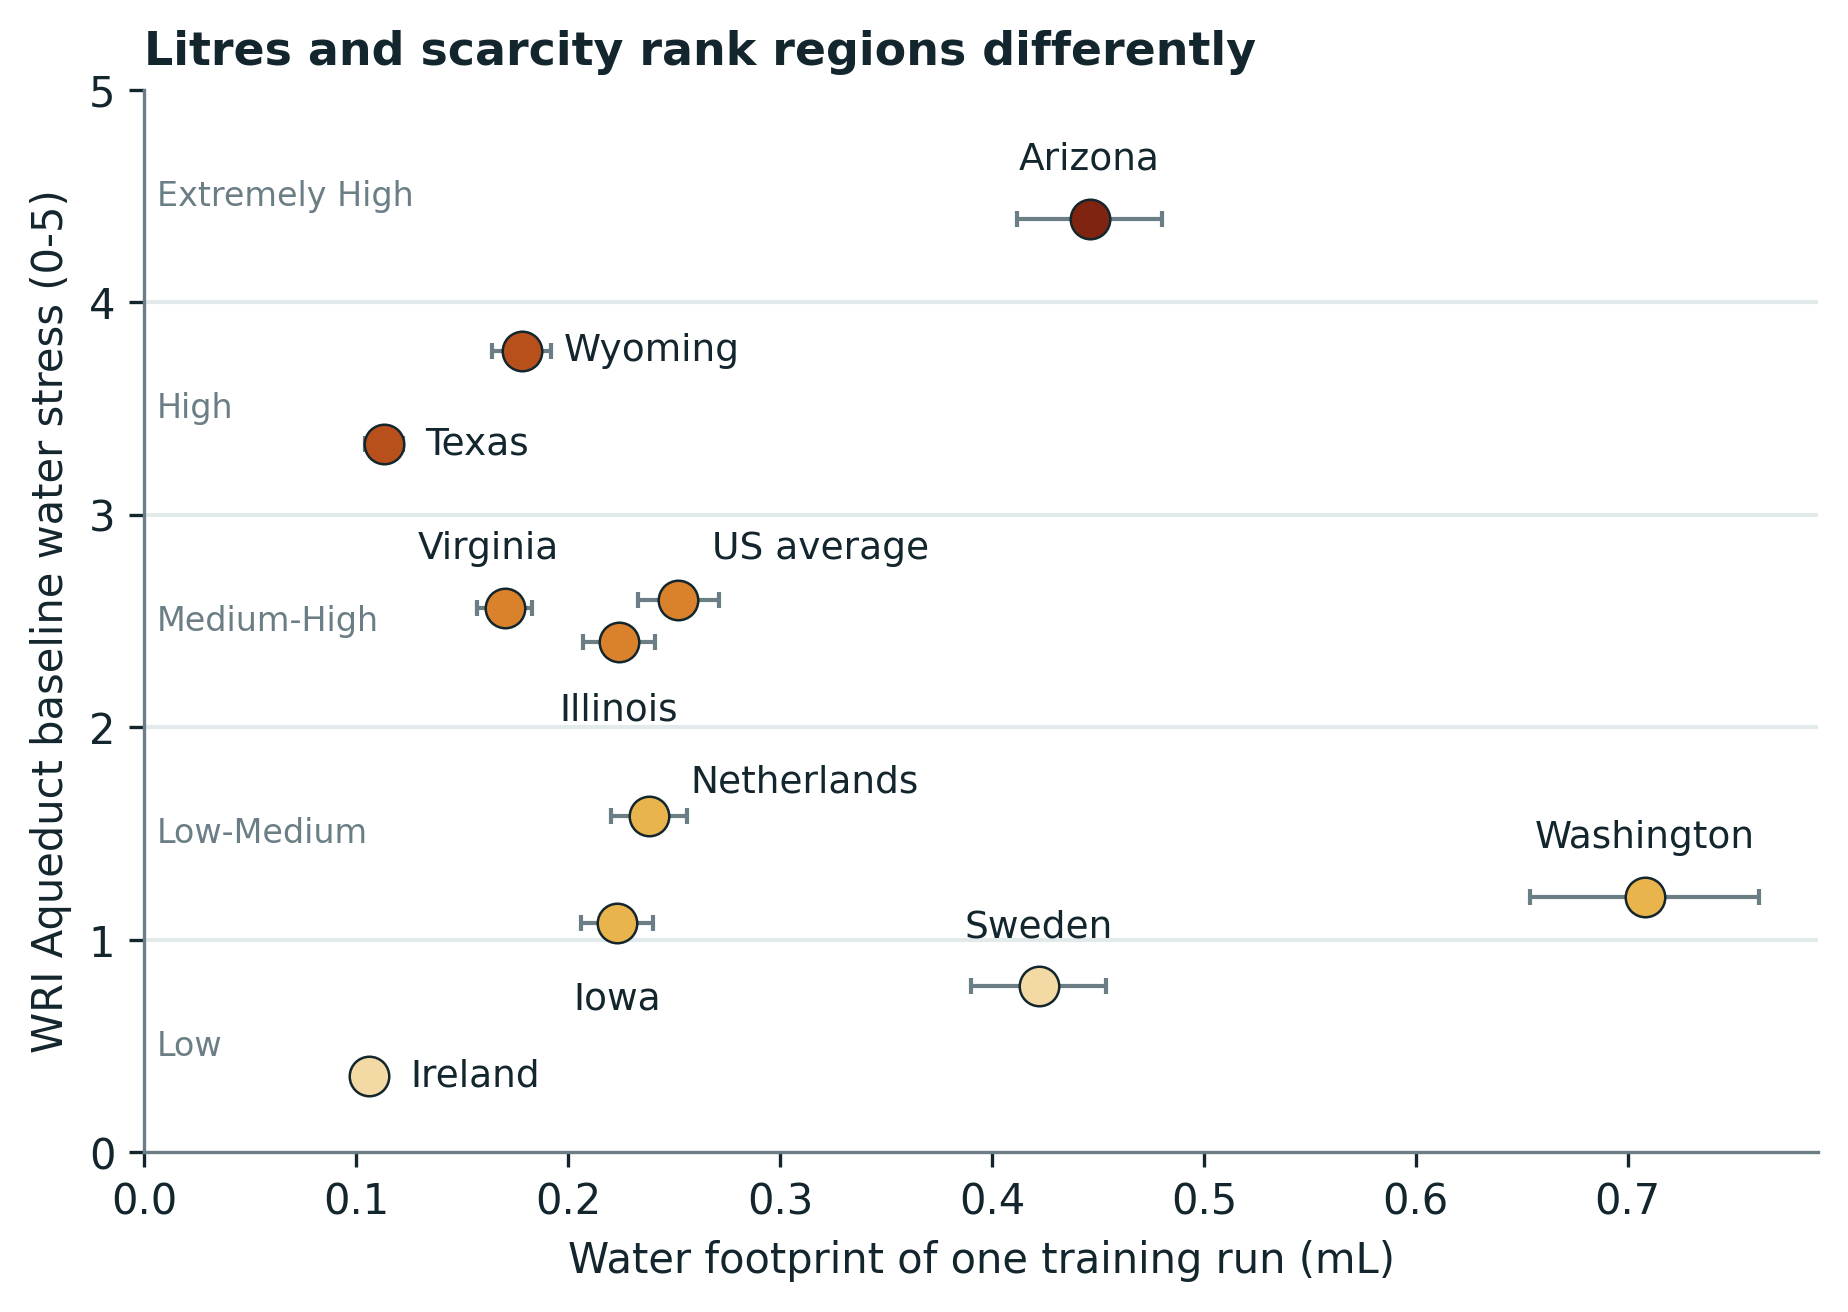 Litres and scarcity rank regions differently
WRI Aqueduct baseline water stress (0-5)
5
4
3
2
1
0
Extremely High
High
Medium-High
Low-Medium
Low
Arizona
Wyoming
Texas
Virginia
US average
Illinois
Netherlands
Washington
Sweden
Iowa
Ireland
0.0
0.1
0.2
0.3
0.4
0.5
0.6
0.7
Water footprint of one training run (mL)